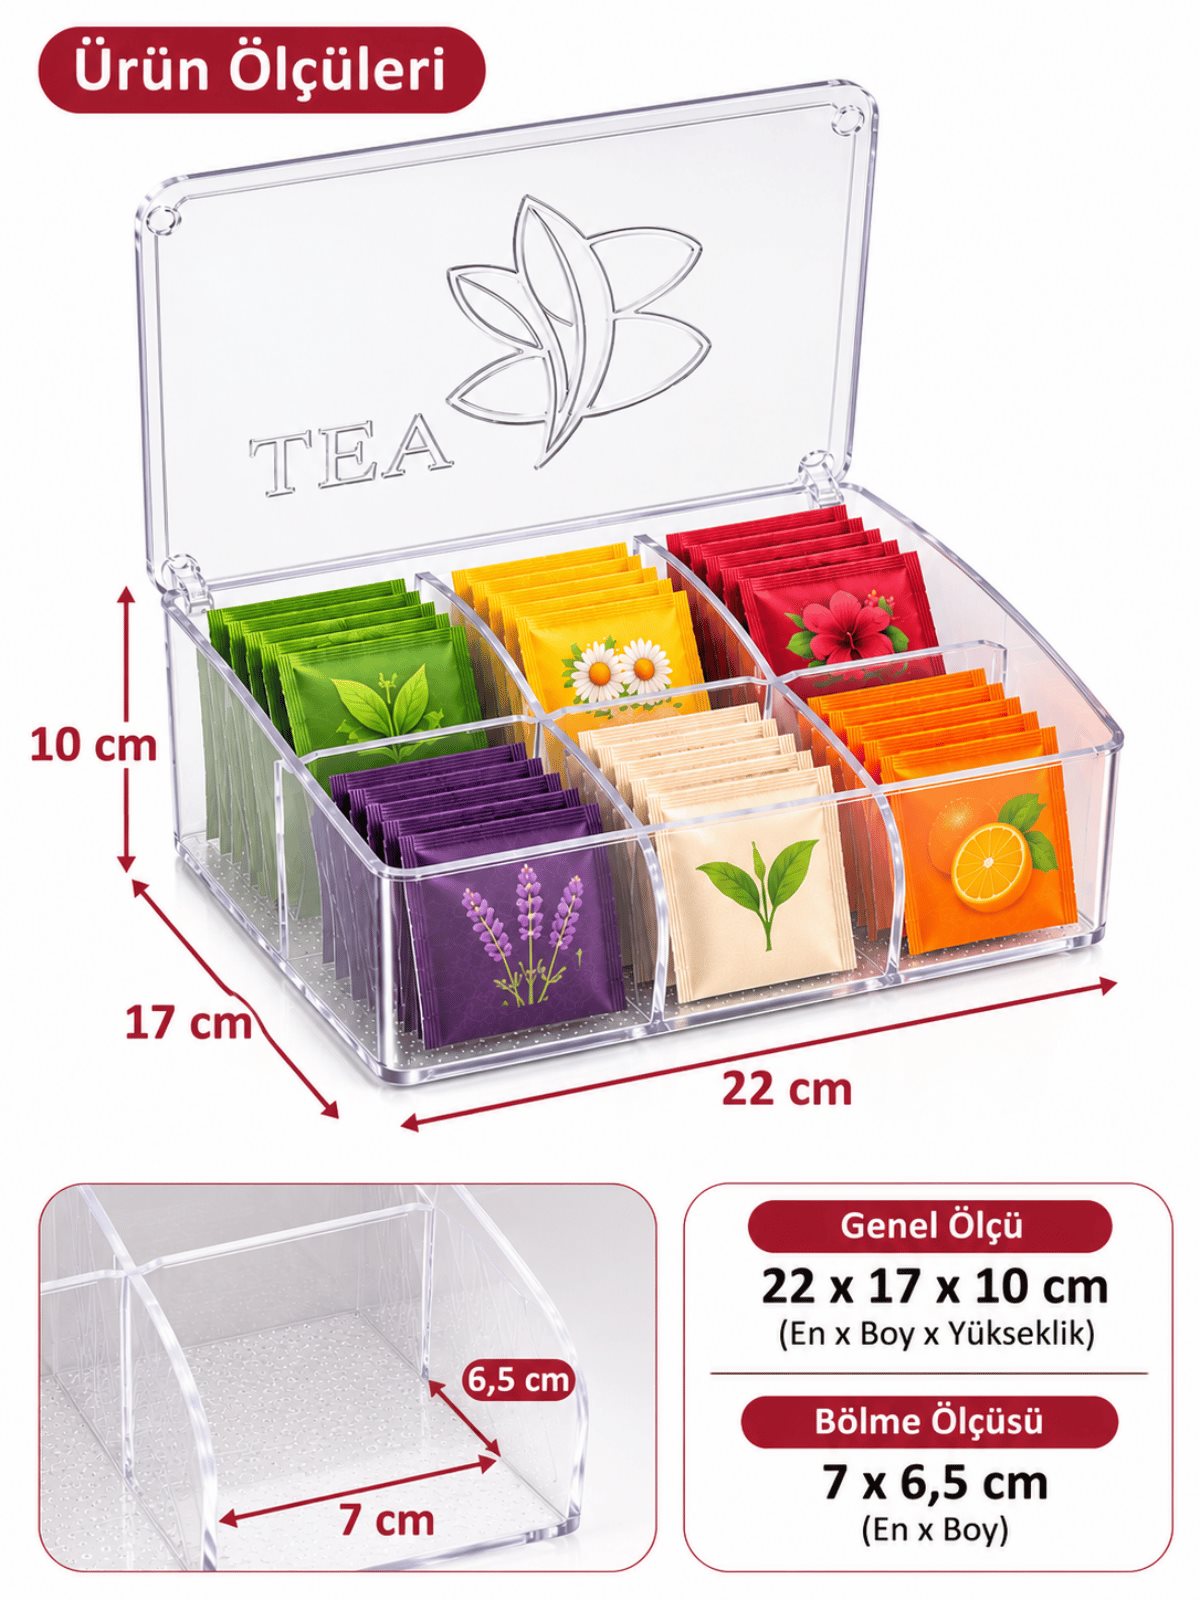 Ürün Ölçüleri
TEA
10 cm
17 cm
22 cm
6,5 cm
7 cm
Genel Ölçü
22 x 17 x 10 cm
(En x Boy x Yükseklik)
Bölme Ölçüsü
7 x 6,5 cm
(En x Boy)